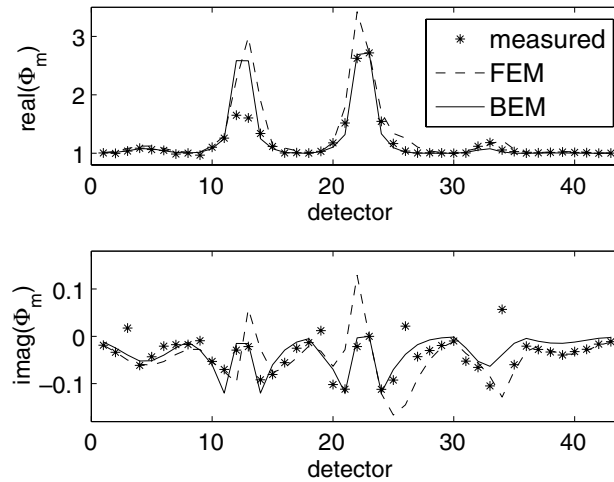 3
2
1
real(Φm)
measured
FEM
BEM
0 10 20 30 40
detector
0.1
0
−0.1
imag(Φm)
0 10 20 30 40
detector